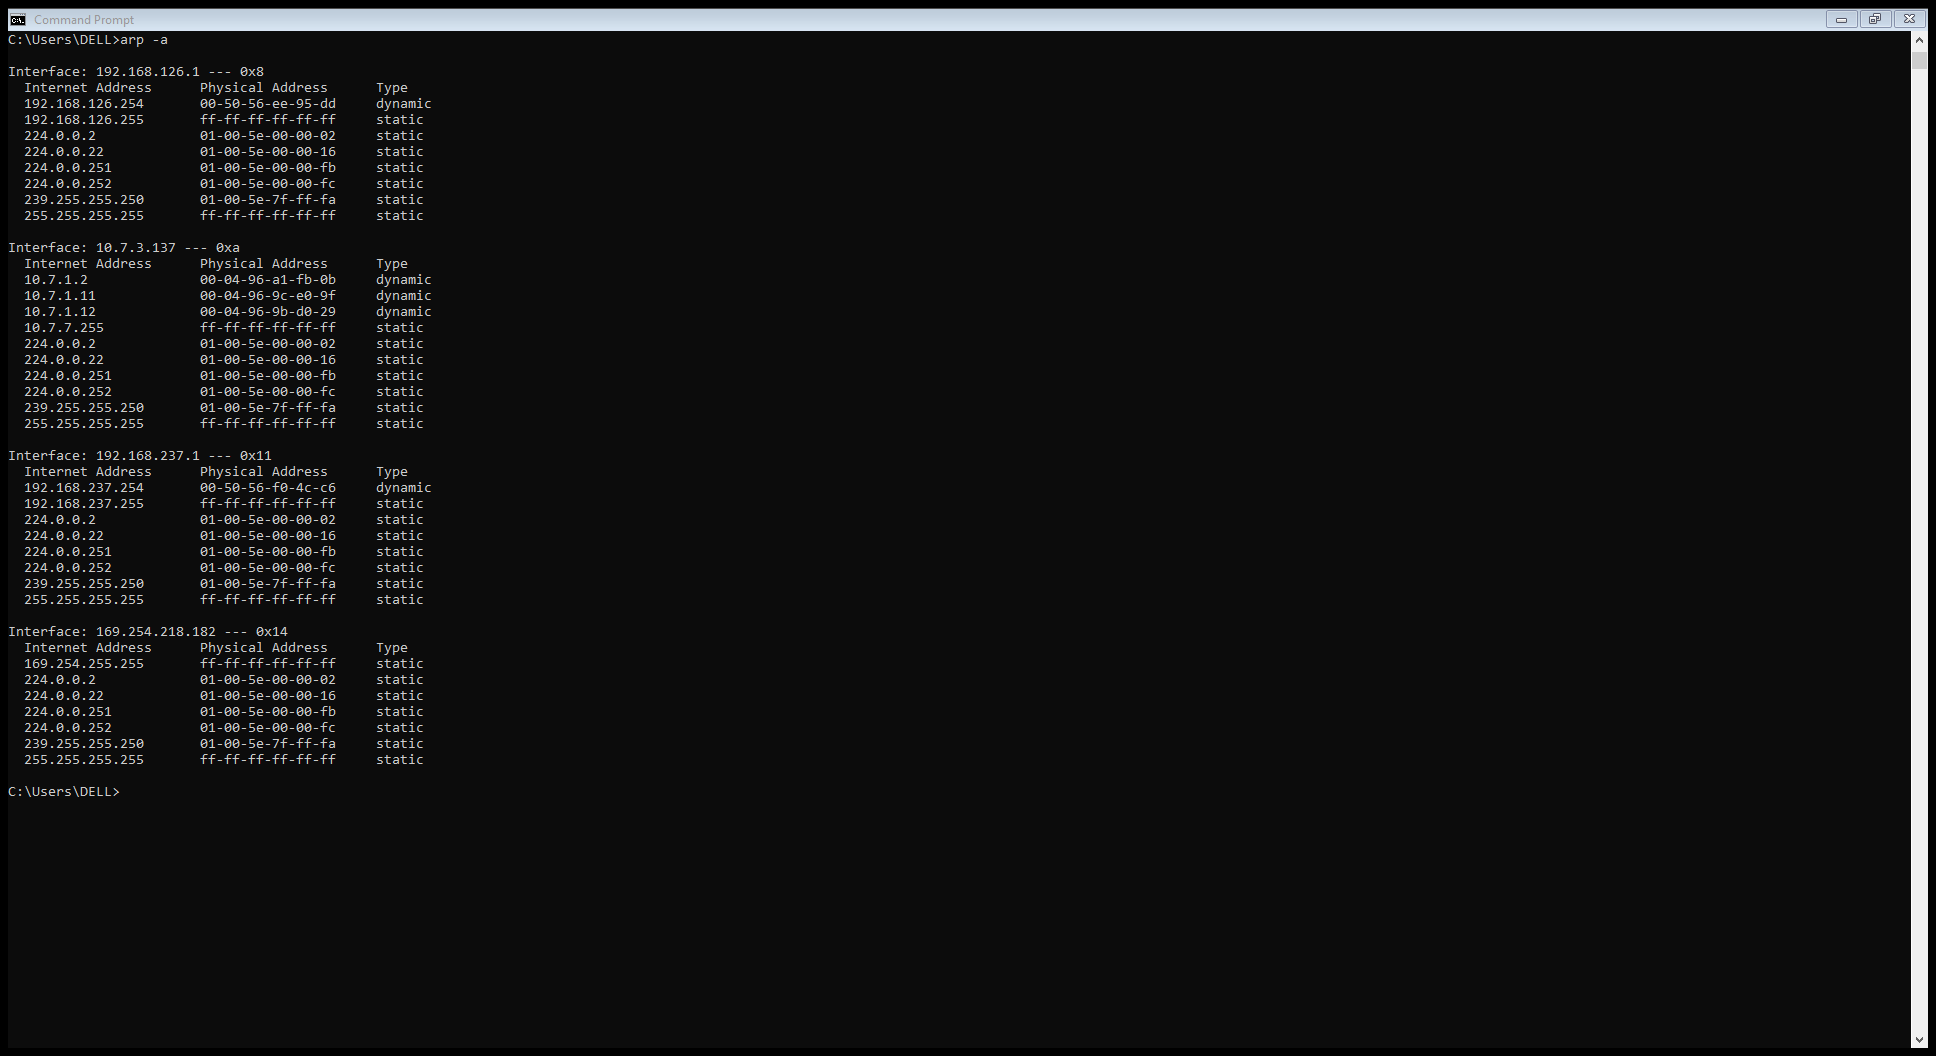 Command Prompt
C:\Users\DELL>arp -a
Interface: 192.168.126.1 --- 0x8
Internet Address Physical Address Type
192.168.126.254 00-50-56-ee-95-dd dynamic
192.168.126.255 ff-ff-ff-ff-ff-ff static
224.0.0.2 01-00-5e-00-00-02 static
224.0.0.22 01-00-5e-00-00-16 static
224.0.0.251 01-00-5e-00-00-fb static
224.0.0.252 01-00-5e-00-00-fc static
239.255.255.250 01-00-5e-7f-ff-fa static
255.255.255.255 ff-ff-ff-ff-ff-ff static
Interface: 10.7.3.137 --- 0xa
Internet Address Physical Address Type
10.7.1.2 00-04-96-a1-fb-0b dynamic
10.7.1.11 00-04-96-9c-e0-9f dynamic
10.7.1.12 00-04-96-9b-d0-29 dynamic
10.7.7.255 ff-ff-ff-ff-ff-ff static
224.0.0.2 01-00-5e-00-00-02 static
224.0.0.22 01-00-5e-00-00-16 static
224.0.0.251 01-00-5e-00-00-fb static
224.0.0.252 01-00-5e-00-00-fc static
239.255.255.250 01-00-5e-7f-ff-fa static
255.255.255.255 ff-ff-ff-ff-ff-ff static
Interface: 192.168.237.1 --- 0x11
Internet Address Physical Address Type
192.168.237.254 00-50-56-f0-4c-c6 dynamic
192.168.237.255 ff-ff-ff-ff-ff-ff static
224.0.0.2 01-00-5e-00-00-02 static
224.0.0.22 01-00-5e-00-00-16 static
224.0.0.251 01-00-5e-00-00-fb static
224.0.0.252 01-00-5e-00-00-fc static
239.255.255.250 01-00-5e-7f-ff-fa static
255.255.255.255 ff-ff-ff-ff-ff-ff static
Interface: 169.254.218.182 --- 0x14
Internet Address Physical Address Type
169.254.255.255 ff-ff-ff-ff-ff-ff static
224.0.0.2 01-00-5e-00-00-02 static
224.0.0.22 01-00-5e-00-00-16 static
224.0.0.251 01-00-5e-00-00-fb static
224.0.0.252 01-00-5e-00-00-fc static
239.255.255.250 01-00-5e-7f-ff-fa static
255.255.255.255 ff-ff-ff-ff-ff-ff static
C:\Users\DELL>